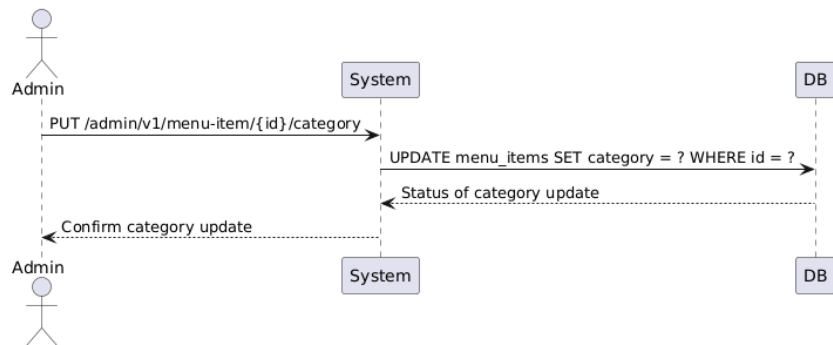 Admin
System
DB
PUT /admin/v1/menu-item/{id}/category
UPDATE menu_items SET category = ? WHERE id = ?
Status of category update
Confirm category update
Admin
System
DB